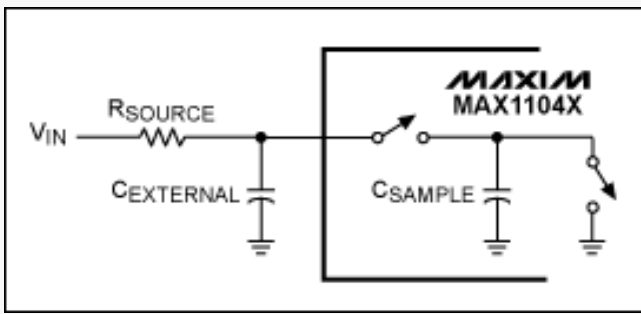 MAXIM
MAX1104X
RSOURCE
VIN
CEXTERNAL
CSAMPLE